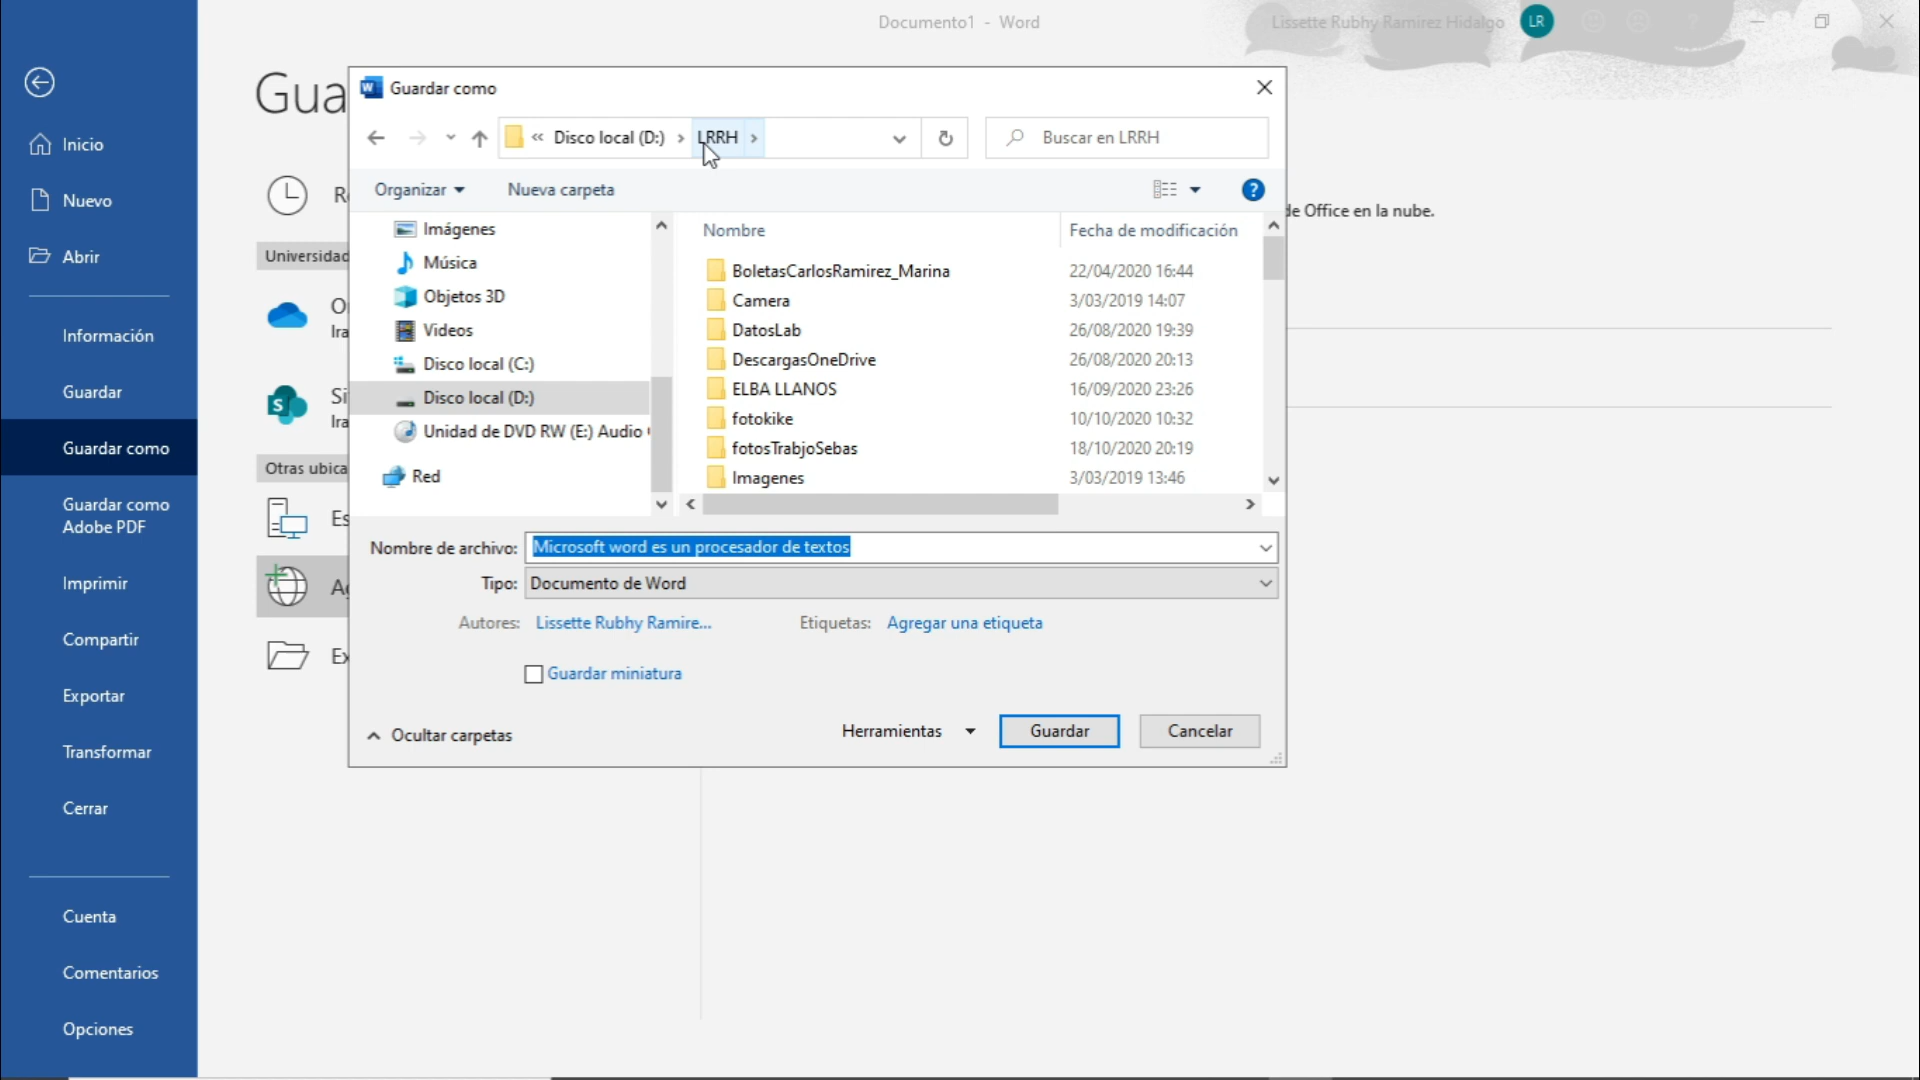 Documento1 - Word
Lissette Rubhy Ramirez Hidalgo
LR
Inicio
Nuevo
Abrir
Información
Guardar
Guardar como
Guardar como
Adobe PDF
Imprimir
Compartir
Exportar
Transformar
Cerrar
Cuenta
Comentarios
Opciones
Gua
R
Universidad
O
Ira
Si
Ira
Otras ubica
Es
Ag
Ex
de Office en la nube.
Guardar como
« Disco local (D:) › LRRH ›
Buscar en LRRH
Organizar
Nueva carpeta
Imágenes
Música
Objetos 3D
Videos
Disco local (C:)
Disco local (D:)
Unidad de DVD RW (E:) Audio
Red
Nombre Fecha de modificación
BoletasCarlosRamirez_Marina 22/04/2020 16:44
Camera 3/03/2019 14:07
DatosLab 26/08/2020 19:39
DescargasOneDrive 26/08/2020 20:13
ELBA LLANOS 16/09/2020 23:26
fotokike 10/10/2020 10:32
fotosTrabjoSebas 18/10/2020 20:19
Imagenes 3/03/2019 13:46
Nombre de archivo: Microsoft word es un procesador de textos
Tipo: Documento de Word
Autores: Lissette Rubhy Ramire...
Etiquetas: Agregar una etiqueta
Guardar miniatura
Ocultar carpetas
Herramientas
Guardar
Cancelar